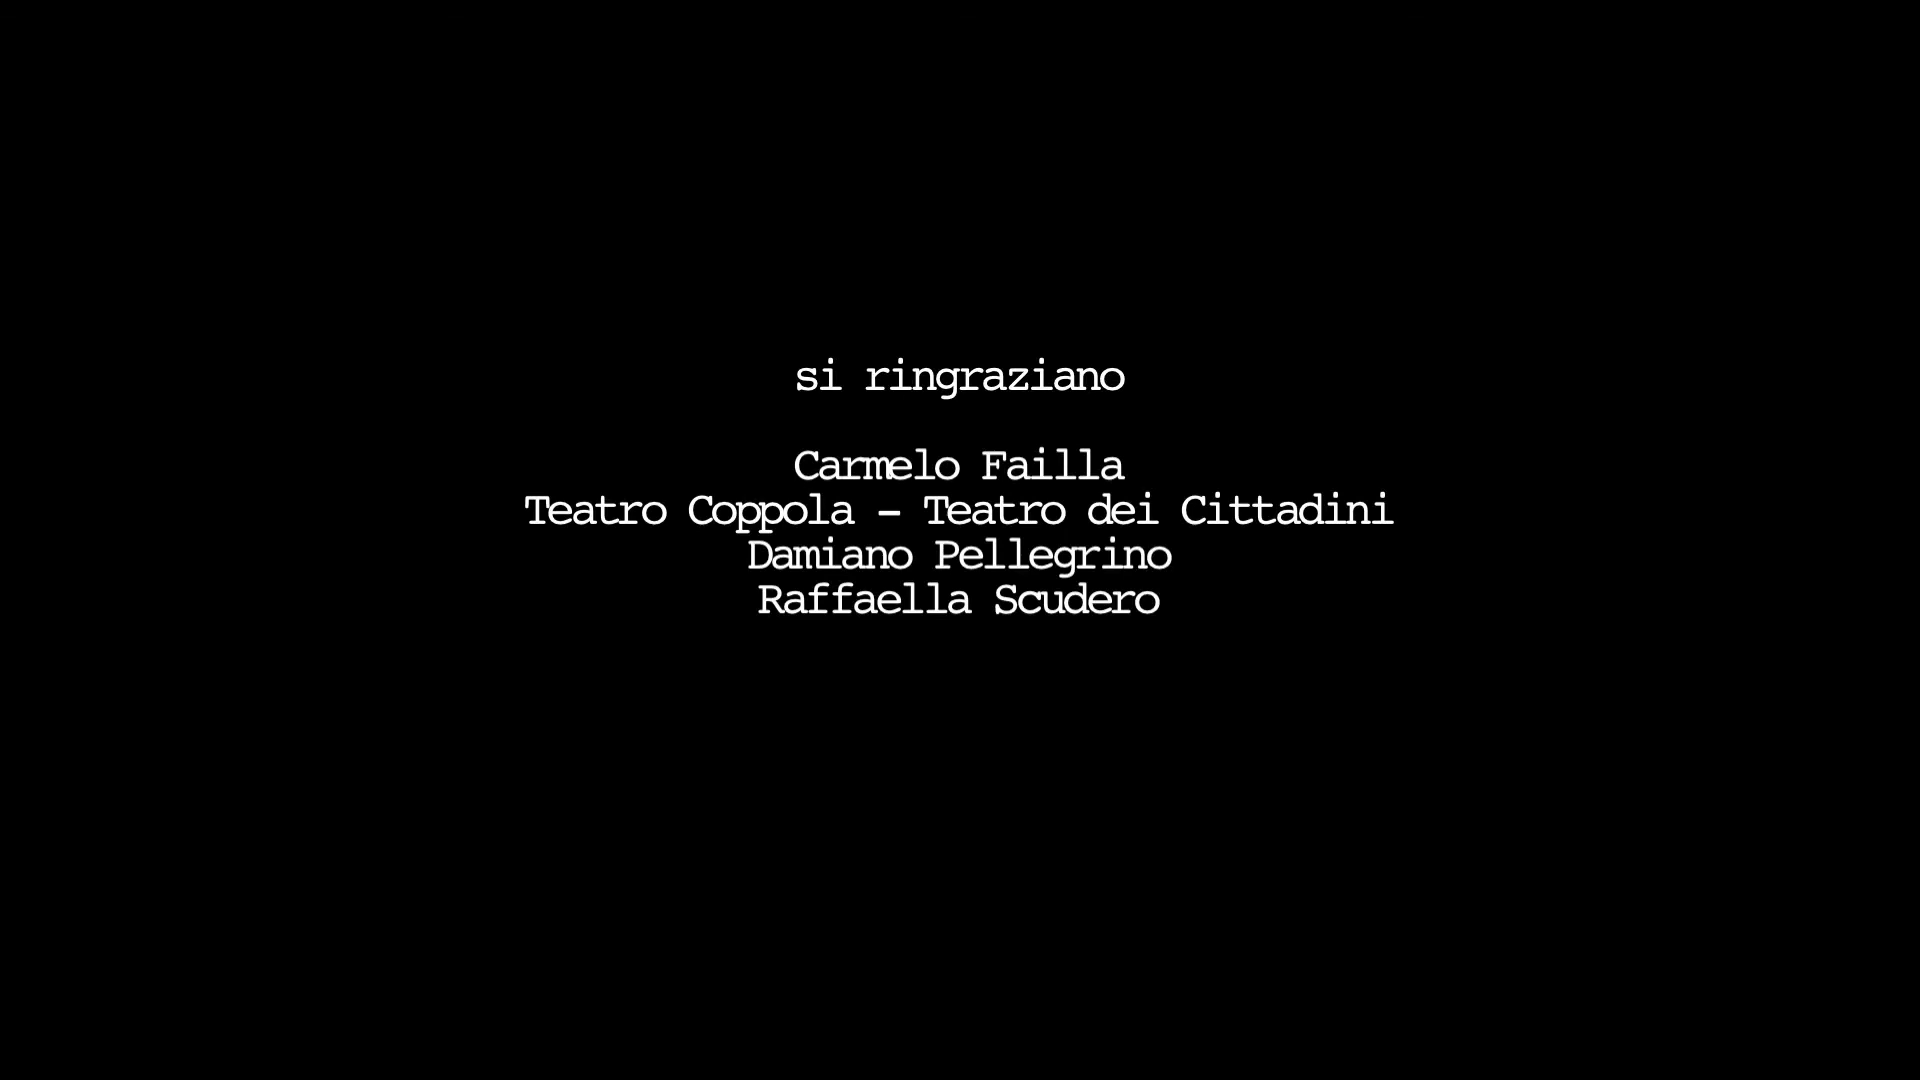 si ringraziano
Carmelo Failla
Teatro Coppola – Teatro dei Cittadini
Damiano Pellegrino
Raffaella Scudero